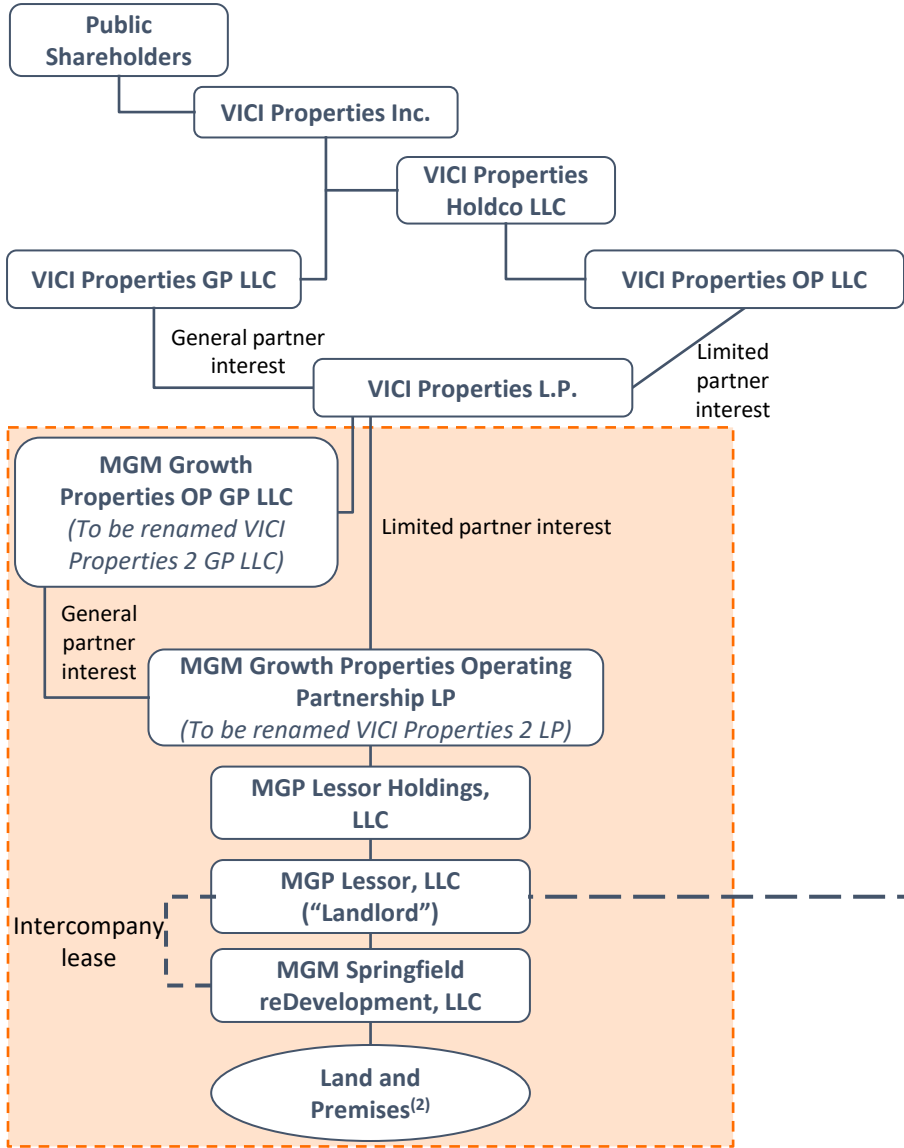 Public
Shareholders
VICI Properties Inc.
VICI Properties
Holdco LLC
VICI Properties GP LLC
VICI Properties OP LLC
General partner
interest
Limited
partner
interest
VICI Properties L.P.
MGM Growth
Properties OP GP LLC
(To be renamed VICI
Properties 2 GP LLC)
Limited partner interest
General
partner
interest
MGM Growth Properties Operating
Partnership LP
(To be renamed VICI Properties 2 LP)
MGP Lessor Holdings,
LLC
MGP Lessor, LLC
(“Landlord”)
Intercompany
lease
MGM Springfield
reDevelopment, LLC
Land and
Premises(2)